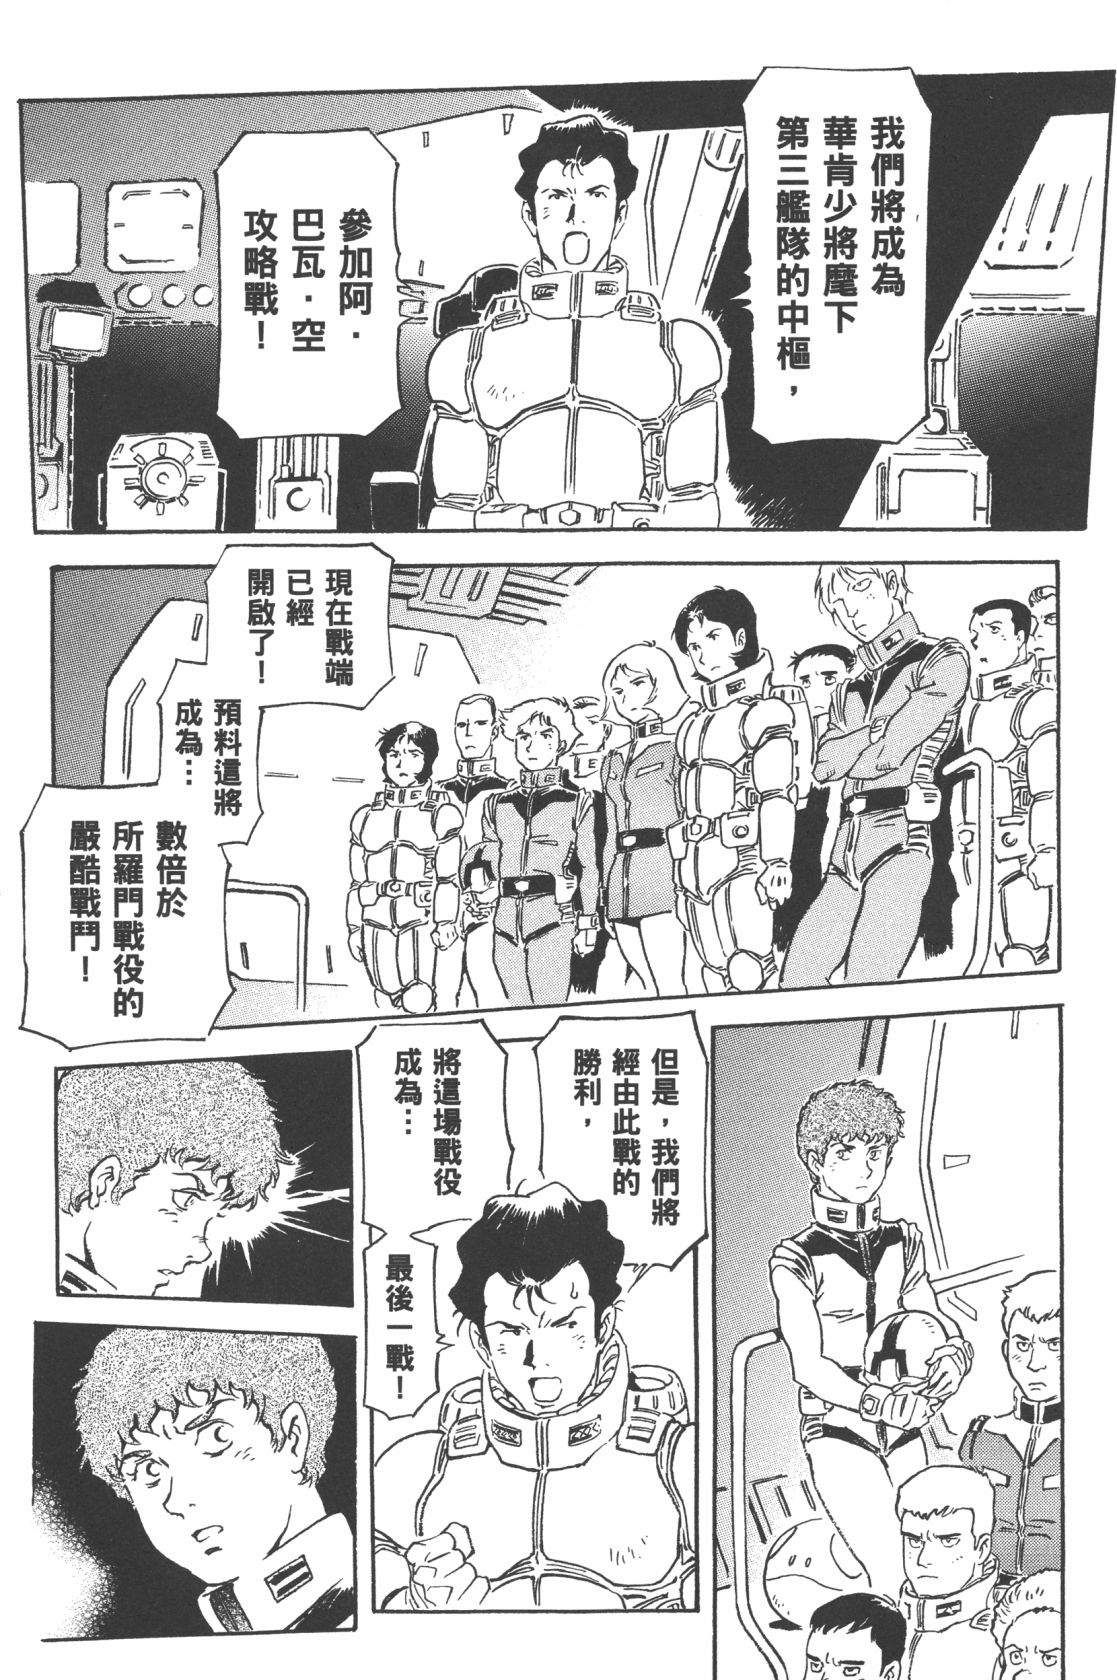 我們將成為
華肯少將麾下
第三艦隊的中樞，
參加阿・
巴瓦・空
攻略戰！
現在戰端
已經
開啟了！
預料這將
成為…
數倍於
所羅門戰役的
嚴酷戰鬥！
但是，我們將
經由此戰的
勝利，
將這場戰役
成為…
最後一戰！